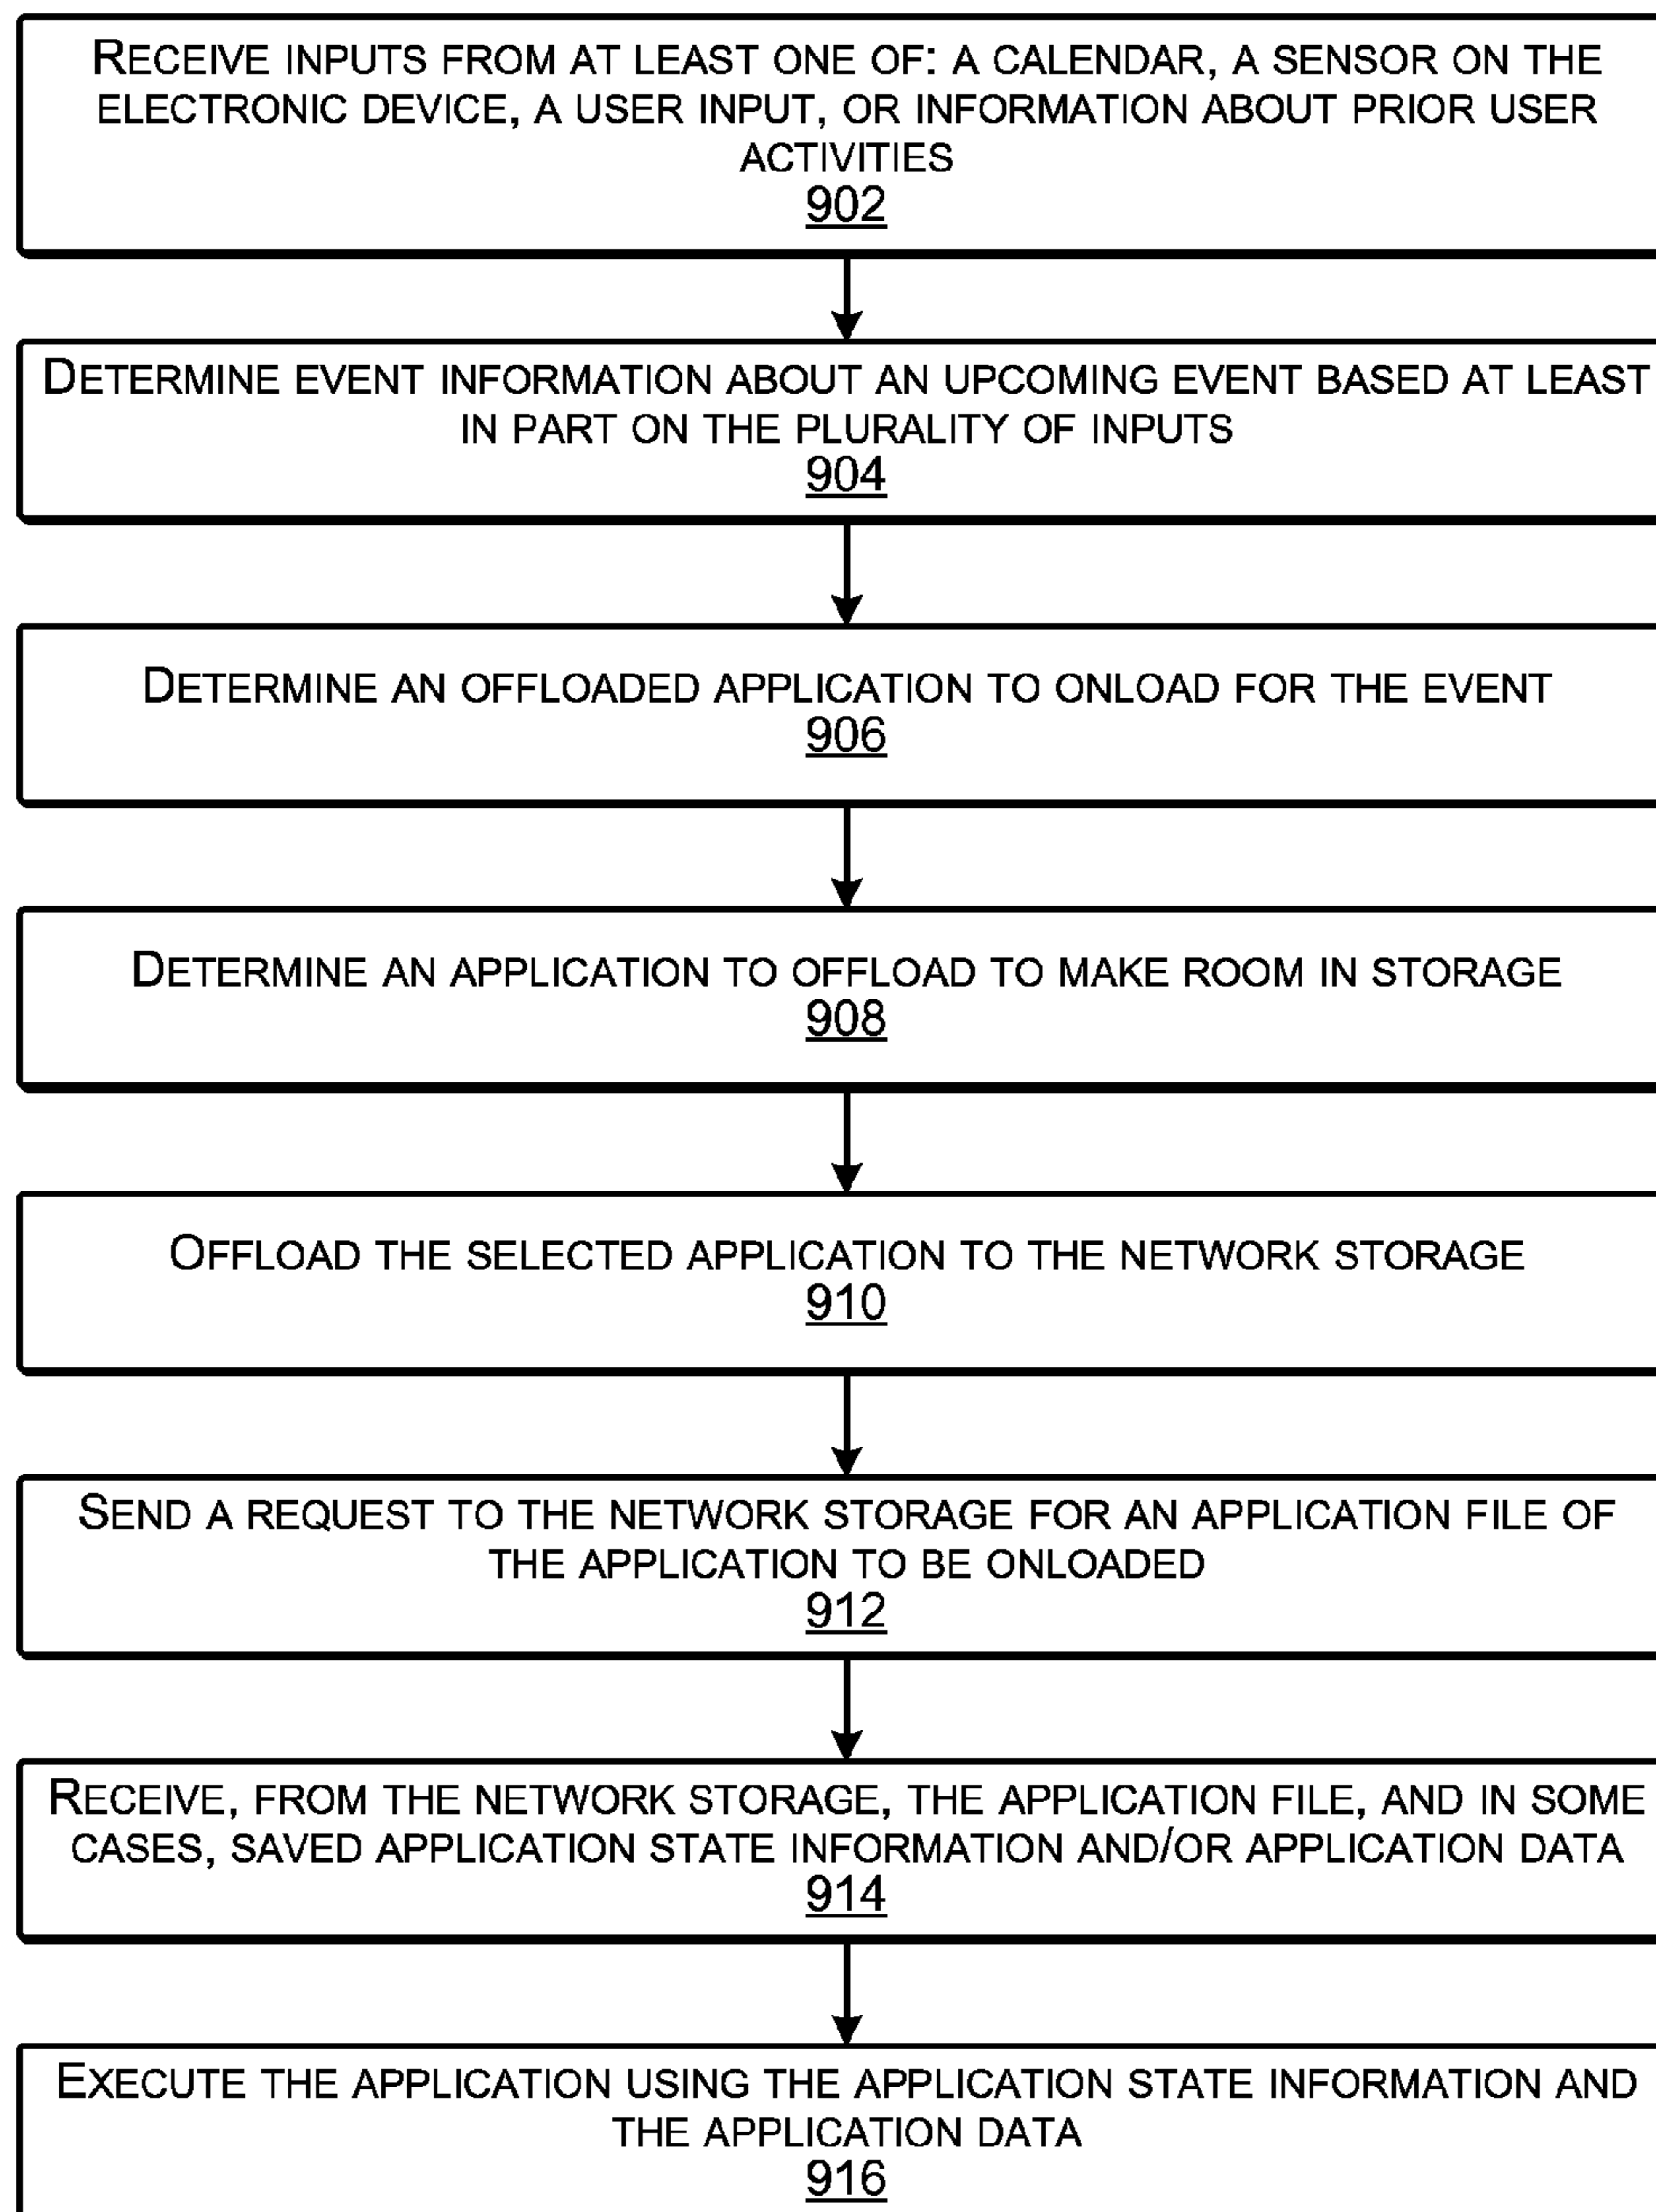 RECEIVE INPUTS FROM AT LEAST ONE OF: A CALENDAR, A SENSOR ON THE
ELECTRONIC DEVICE, A USER INPUT, OR INFORMATION ABOUT PRIOR USER
ACTIVITIES
902
DETERMINE EVENT INFORMATION ABOUT AN UPCOMING EVENT BASED AT LEAST
IN PART ON THE PLURALITY OF INPUTS
904
DETERMINE AN OFFLOADED APPLICATION TO ONLOAD FOR THE EVENT
906
DETERMINE AN APPLICATION TO OFFLOAD TO MAKE ROOM IN STORAGE
908
OFFLOAD THE SELECTED APPLICATION TO THE NETWORK STORAGE
910
SEND A REQUEST TO THE NETWORK STORAGE FOR AN APPLICATION FILE OF
THE APPLICATION TO BE ONLOADED
912
RECEIVE, FROM THE NETWORK STORAGE, THE APPLICATION FILE, AND IN SOME
CASES, SAVED APPLICATION STATE INFORMATION AND/OR APPLICATION DATA
914
EXECUTE THE APPLICATION USING THE APPLICATION STATE INFORMATION AND
THE APPLICATION DATA
916